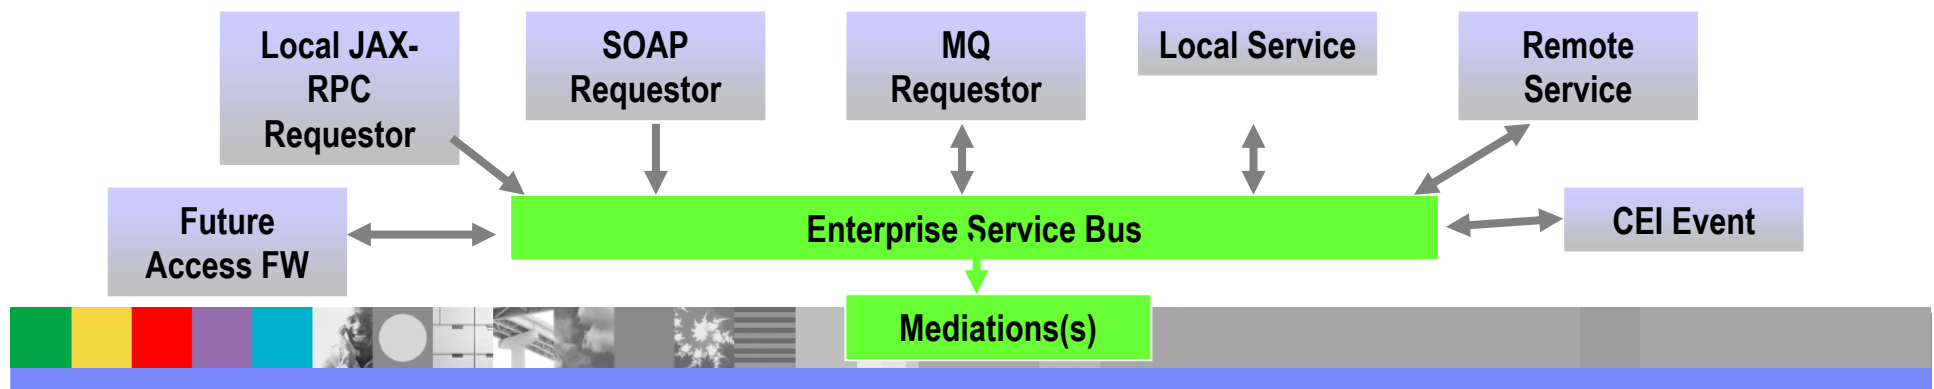 Local JAX-
RPC
Requestor
SOAP
Requestor
MQ
Requestor
Local Service
Remote
Service
Future
Access FW
Enterprise Service Bus
CEI Event
Mediations(s)